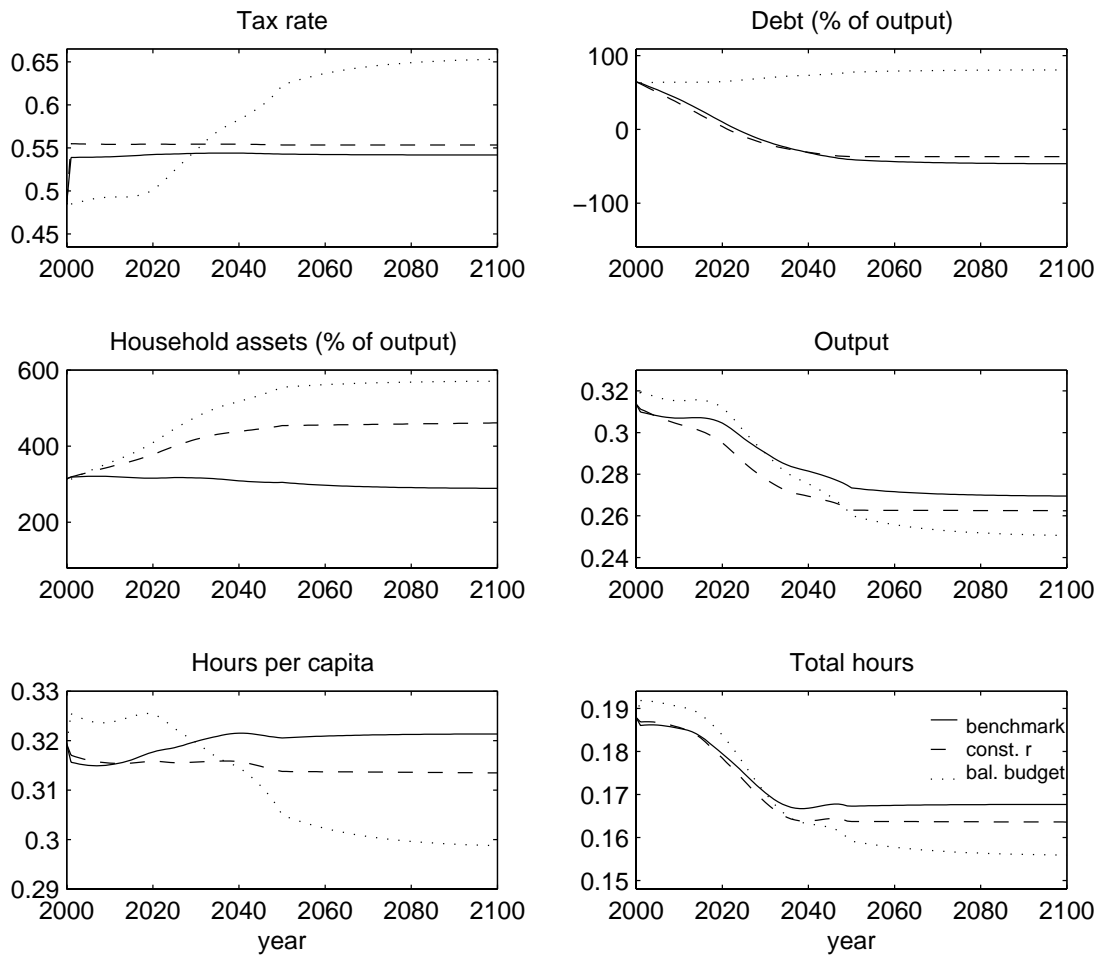 Tax rate
0.65
0.6
0.55
0.5
0.45
2000 2020 2040 2060 2080 2100
Debt (% of output)
100
0
−100
2000 2020 2040 2060 2080 2100
Household assets (% of output)
600
400
200
2000 2020 2040 2060 2080 2100
Output
0.32
0.3
0.28
0.26
0.24
2000 2020 2040 2060 2080 2100
Hours per capita
0.33
0.32
0.31
0.3
0.29
2000 2020 2040 2060 2080 2100
year
Total hours
0.19
0.18
0.17
0.16
0.15
benchmark
const. r
bal. budget
2000 2020 2040 2060 2080 2100
year